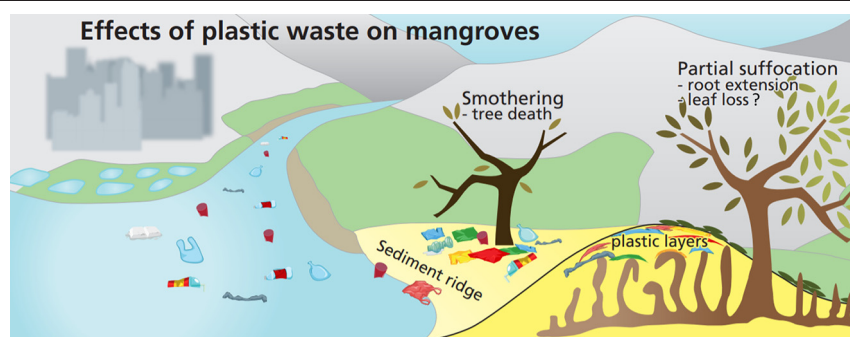 Effects of plastic waste on mangroves
Smothering
- tree death
Partial suffocation
- root extension
- leaf loss ?
Sediment ridge
plastic layers